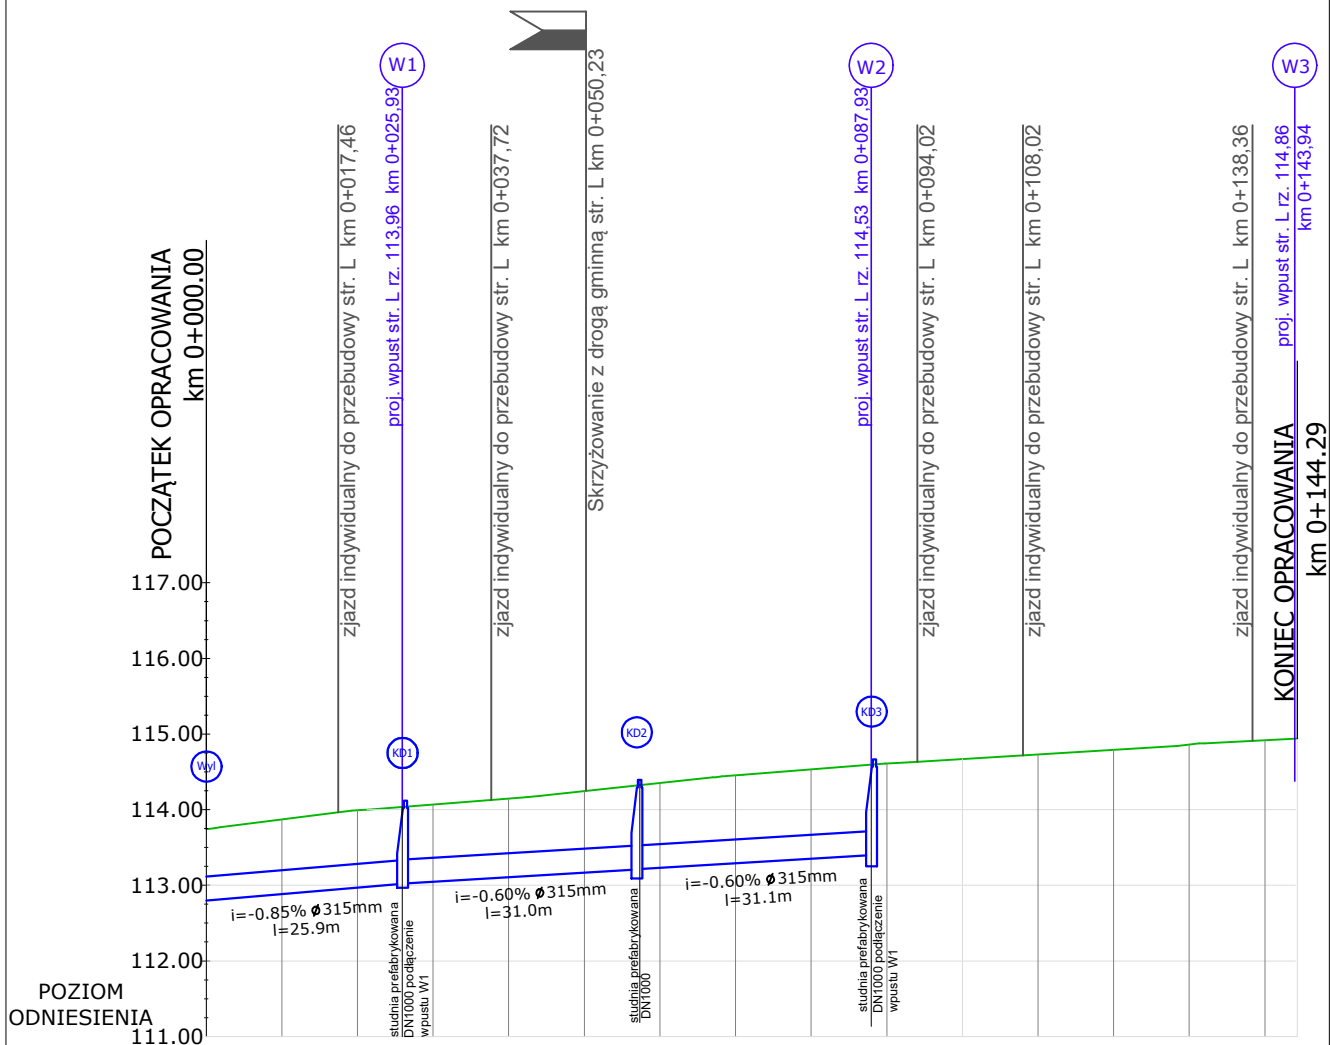 W1
W2
W3
POCZĄTEK OPRACOWANIA
km 0+000.00
zjazd indywidualny do przebudowy str. L km 0+017,46
proj. wpust str. L rz. 113,96 km 0+025,93
zjazd indywidualny do przebudowy str. L km 0+037,72
Skrzyżowanie z drogą gminną str. L km 0+050,23
proj. wpust str. L rz. 114,53 km 0+087,93
zjazd indywidualny do przebudowy str. L km 0+094,02
zjazd indywidualny do przebudowy str. L km 0+108,02
zjazd indywidualny do przebudowy str. L km 0+138,36
proj. wpust str. L rz. 114,86
km 0+143,94
KONIEC OPRACOWANIA
km 0+144.29
117.00
116.00
115.00
114.00
113.00
112.00
111.00
Wyl
KD1
KD2
KD3
i=-0.85% ø315mm
l=25.9m
i=-0.60% ø315mm
l=31.0m
i=-0.60% ø315mm
l=31.1m
studnia prefabrykowana
DN1000 podłączenie
wpustu W1
studnia prefabrykowana
DN1000
studnia prefabrykowana
DN1000 podłączenie
wpustu W1
POZIOM
ODNIESIENIA